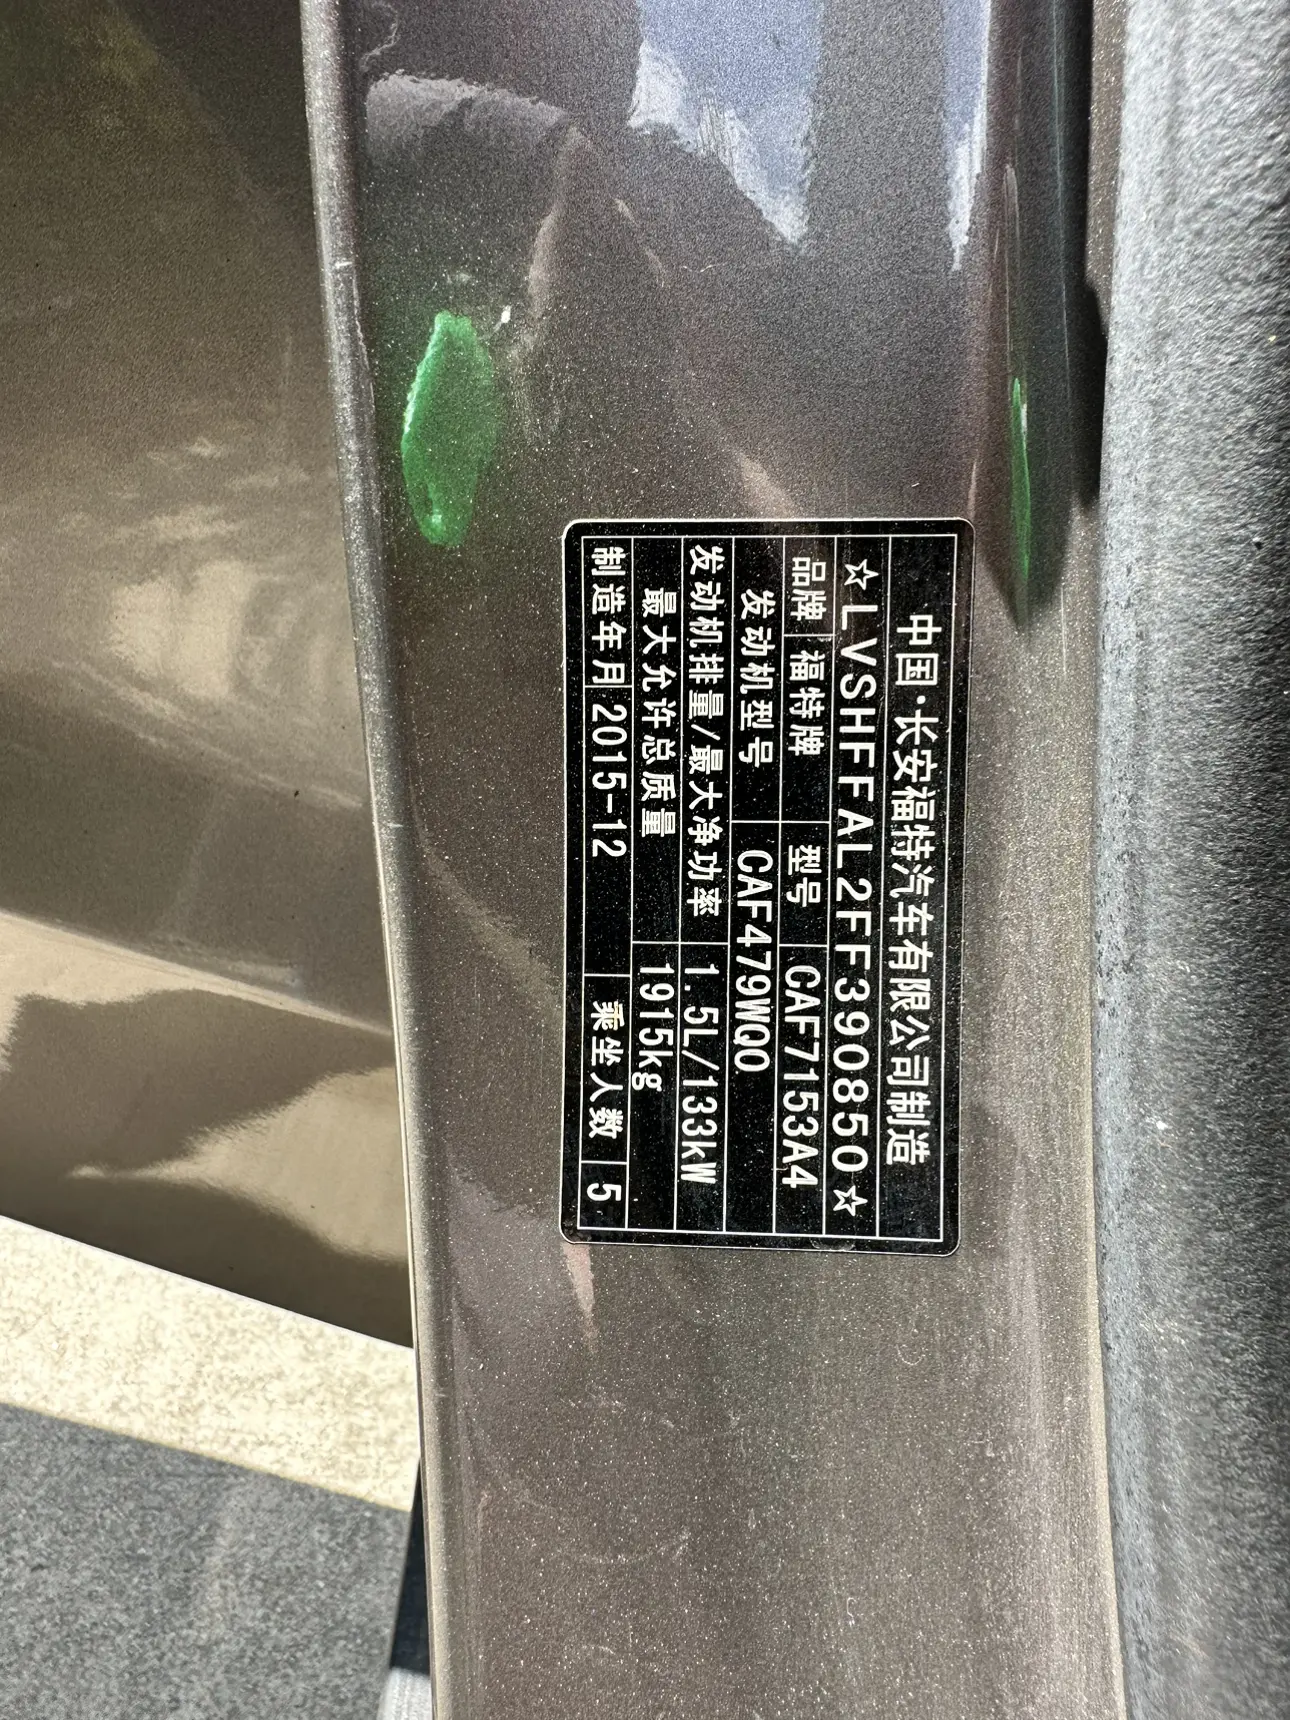 中国·长安福特汽车有限公司制造
☆LVSHFFAL2FF390850☆
品牌 福特牌 型号 CAF7153A4
发动机型号 CAF479WQ0
发动机排量/最大净功率 1.5L/133kW
最大允许总质量 1915kg
制造年月 2015-12 乘坐人数 5